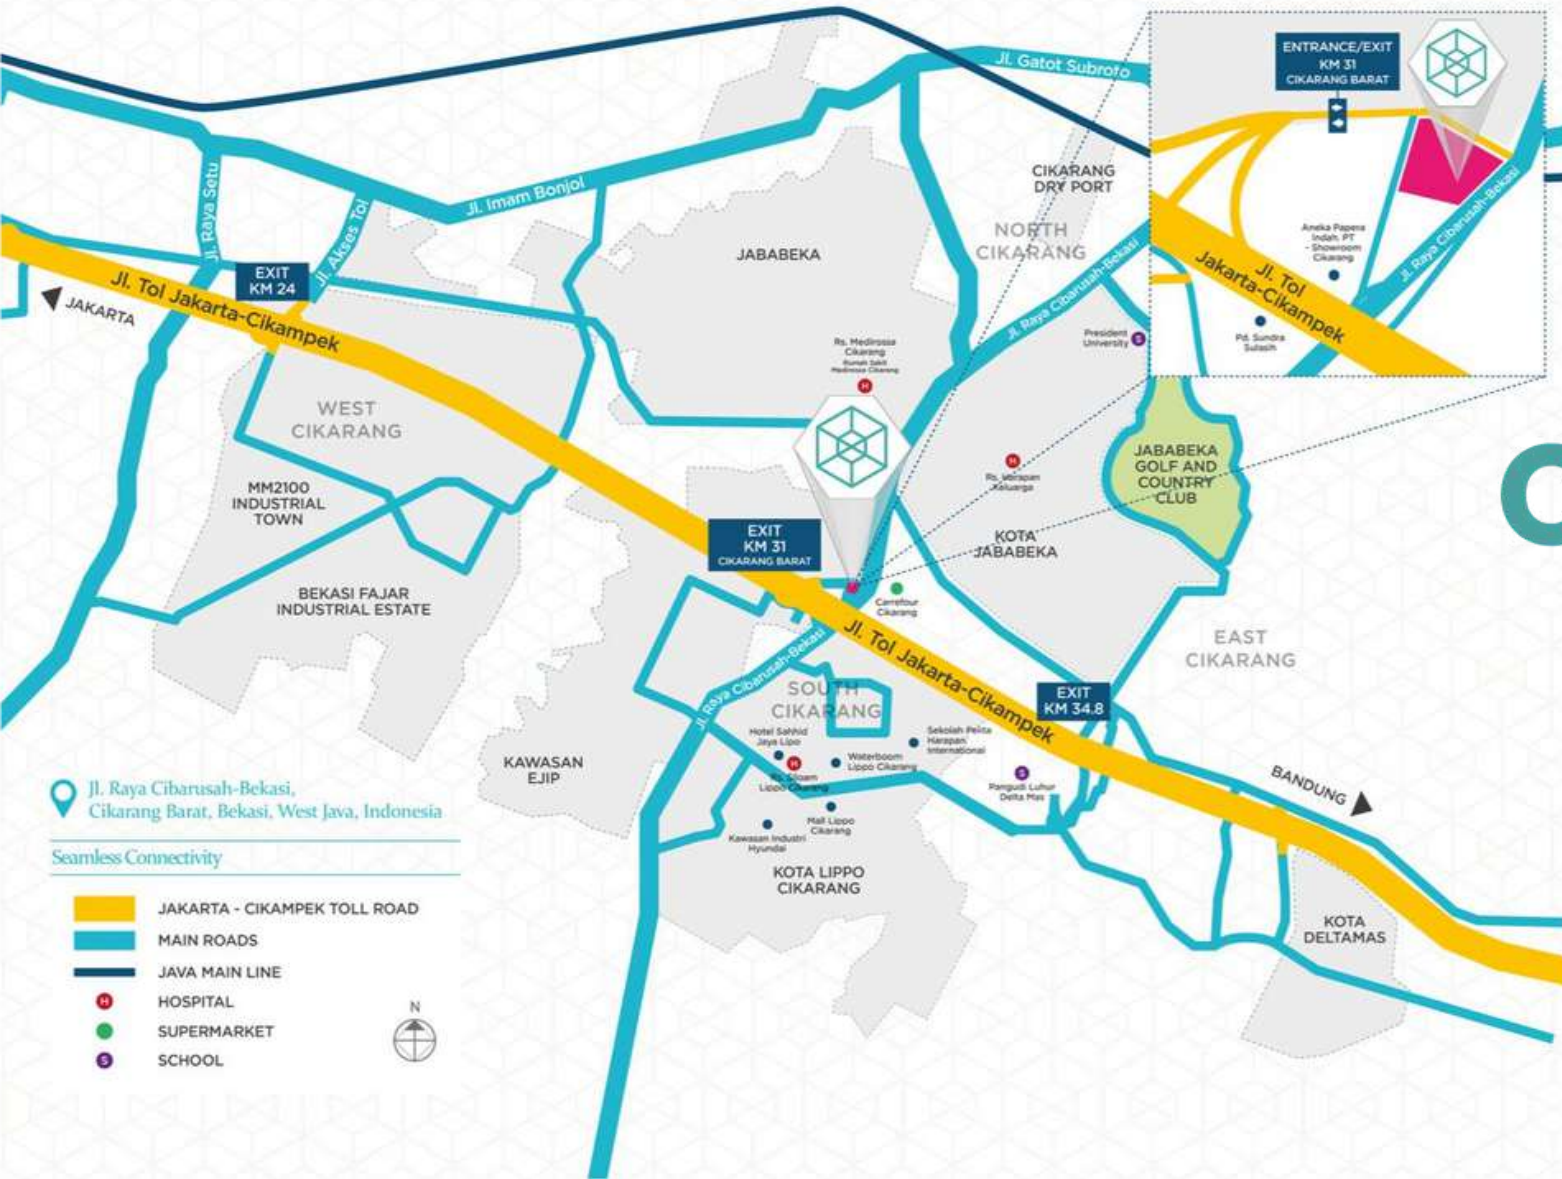 Jl. Gatot Subroto
ENTRANCE/EXIT
KM 31
CIKARANG BARAT
Jl. Raya Setu
Jl. Akses Tol
Jl. Imam Bonjol
CIKARANG
DRY PORT
NORTH
CIKARANG
JABABEKA
Jl. Raya Cibarusah-Bekasi
Aneka Papera
Indah, PT
- Showroom
Cikarang
Jl. Raya Cibarusah-Bekasi
Jl. Tol
Jakarta-Cikampek
Pd. Sundra
Sulasih
EXIT
KM 24
JAKARTA
Jl. Tol Jakarta-Cikampek
Rs. Medirossa
Cikarang
Rumah Sakit
Medirossa Cikarang
H
President
University
S
WEST
CIKARANG
MM2100
INDUSTRIAL
TOWN
H
Rs. Harapan
Keluarga
JABABEKA
GOLF AND
COUNTRY
CLUB
KOTA
JABABEKA
EXIT
KM 31
CIKARANG BARAT
BEKASI FAJAR
INDUSTRIAL ESTATE
Carrefour
Cikarang
Jl. Tol Jakarta-Cikampek
Jl. Raya Cibarusah-Bekasi
EAST
CIKARANG
SOUTH
CIKARANG
EXIT
KM 34.8
Hotel Sahhid
Jaya Lipo
H
Rs. Siloam
Lippo Cikarang
Waterboom
Lippo Cikarang
Sekolah Pelita
Harapan
International
S
Pangudi Luhur
Delta Mas
KAWASAN
EJIP
Mall Lippo
Cikarang
Kawasan Industri
Hyundai
KOTA LIPPO
CIKARANG
BANDUNG
KOTA
DELTAMAS
Jl. Raya Cibarusah-Bekasi,
Cikarang Barat, Bekasi, West Java, Indonesia
Seamless Connectivity
JAKARTA - CIKAMPEK TOLL ROAD
MAIN ROADS
JAVA MAIN LINE
H HOSPITAL
SUPERMARKET
S SCHOOL
N